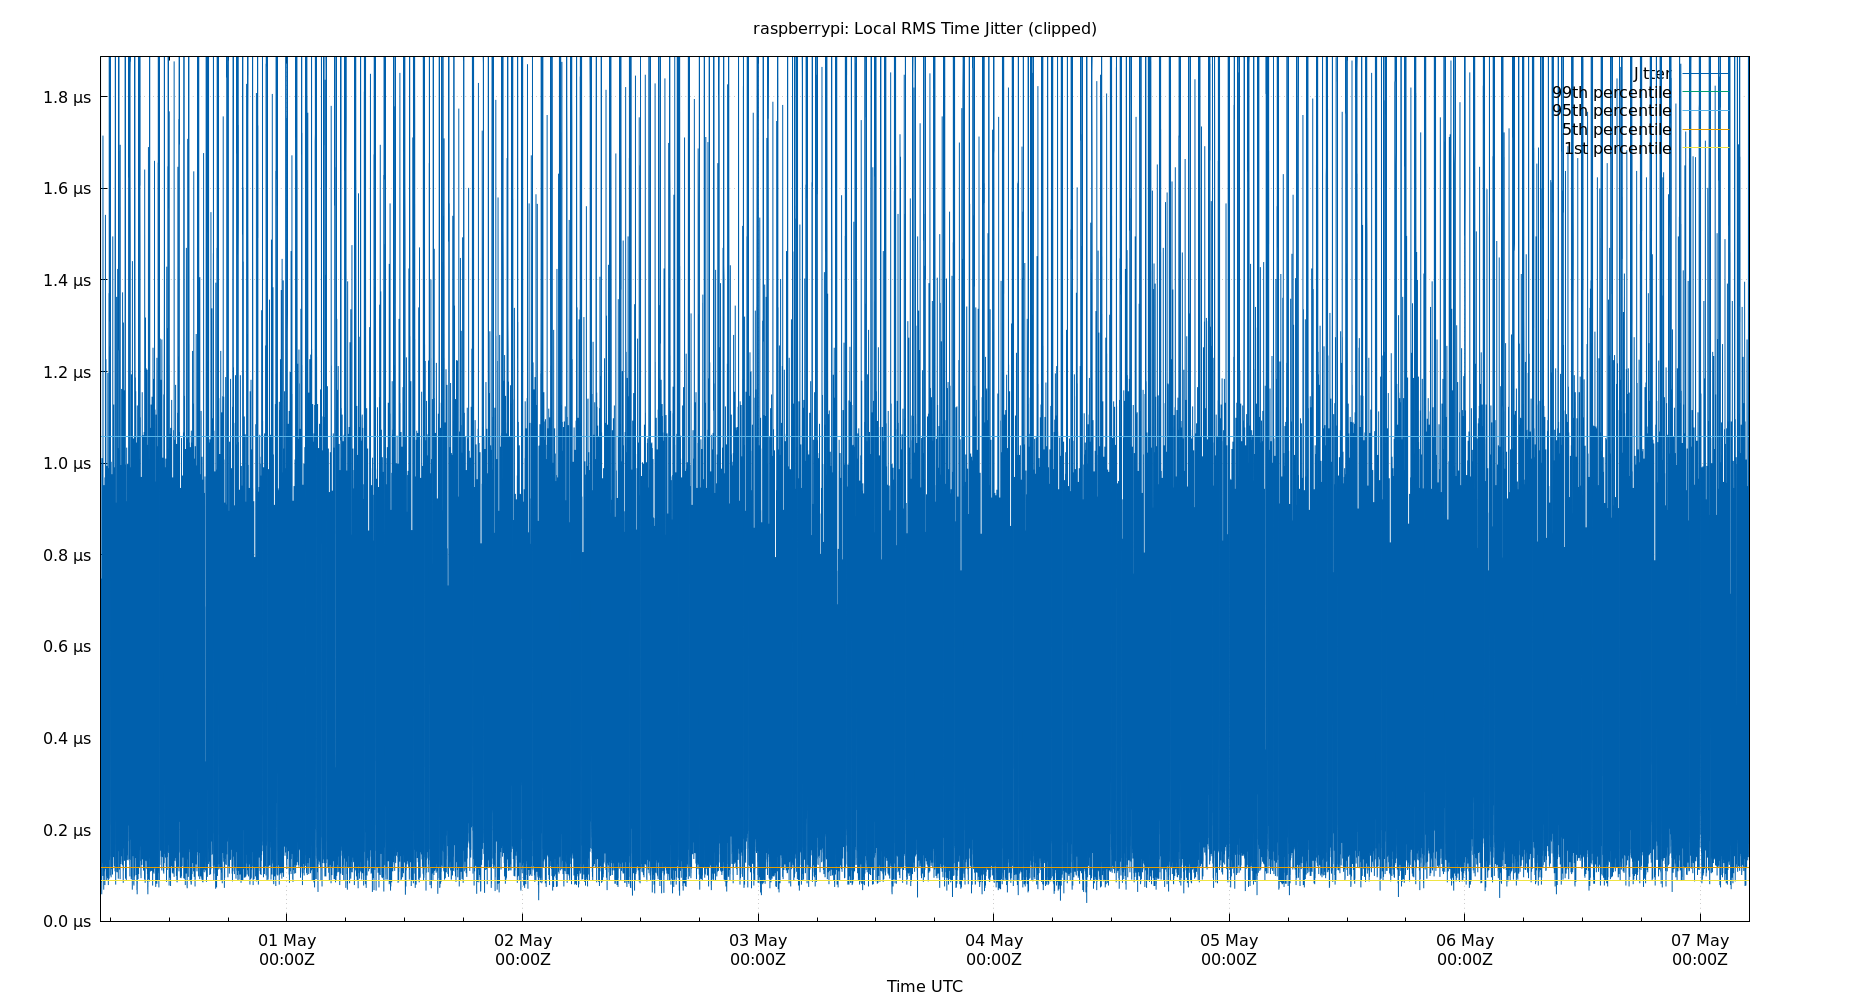 raspberrypi: Local RMS Time Jitter (clipped)
Jitter
99th percentile
95th percentile
5th percentile
1st percentile
1.8 μs
1.6 μs
1.4 μs
1.2 μs
1.0 μs
0.8 μs
0.6 μs
0.4 μs
0.2 μs
0.0 μs
01 May 02 May 03 May 04 May 05 May 06 May 07 May
00:00Z 00:00Z 00:00Z 00:00Z 00:00Z 00:00Z 00:00Z
Time UTC